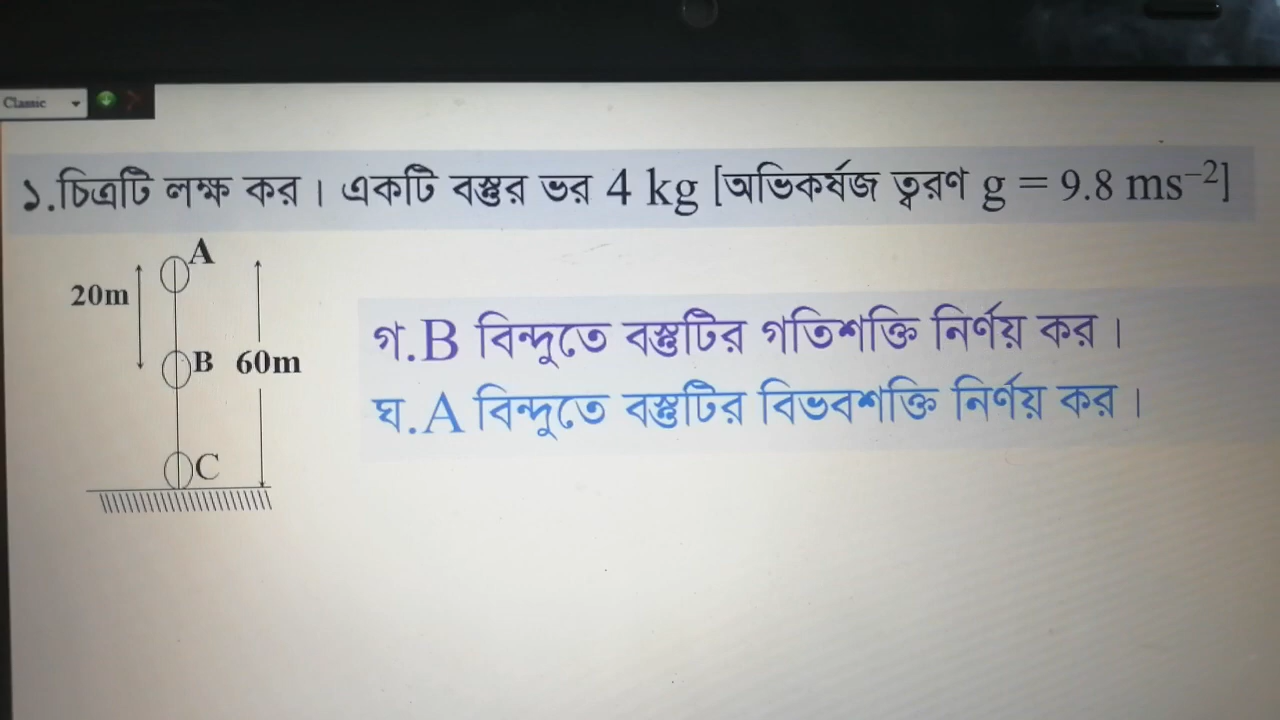 Classic
১.চিত্রটি লক্ষ কর। একটি বস্তুর ভর 4 kg [অভিকর্ষজ ত্বরণ g = 9.8 ms⁻²]
A
20m
B 60m
C
গ.B বিন্দুতে বস্তুটির গতিশক্তি নির্ণয় কর।
ঘ.A বিন্দুতে বস্তুটির বিভবশক্তি নির্ণয় কর।